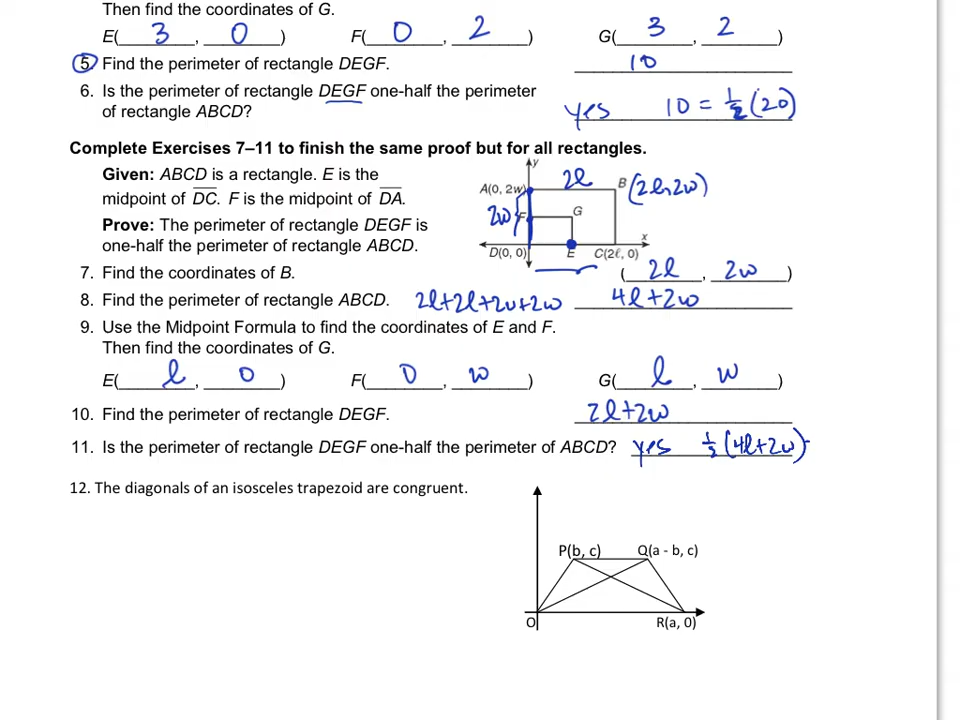 Then find the coordinates of G.
E( 3 , 0 ) F( 0 , 2 ) G( 3 , 2 )
5. Find the perimeter of rectangle DEGF. 10
6. Is the perimeter of rectangle DEGF one-half the perimeter
of rectangle ABCD? yes 10 = 1/2 (20)
Complete Exercises 7–11 to finish the same proof but for all rectangles.
Given: ABCD is a rectangle. E is the
midpoint of DC. F is the midpoint of DA.
Prove: The perimeter of rectangle DEGF is
one-half the perimeter of rectangle ABCD.
y
2ℓ
A(0, 2w) B (2ℓ, 2w)
2w F G
x
D(0, 0) E C(2ℓ, 0)
7. Find the coordinates of B. ( 2ℓ , 2w )
8. Find the perimeter of rectangle ABCD. 2ℓ+2ℓ+2w+2w 4ℓ+2w
9. Use the Midpoint Formula to find the coordinates of E and F.
Then find the coordinates of G.
E( ℓ , 0 ) F( 0 , w ) G( ℓ , w )
10. Find the perimeter of rectangle DEGF. 2ℓ+2w
11. Is the perimeter of rectangle DEGF one-half the perimeter of ABCD? yes 1/2 (4ℓ+2w)
12. The diagonals of an isosceles trapezoid are congruent.
P(b, c) Q(a - b, c)
O R(a, 0)